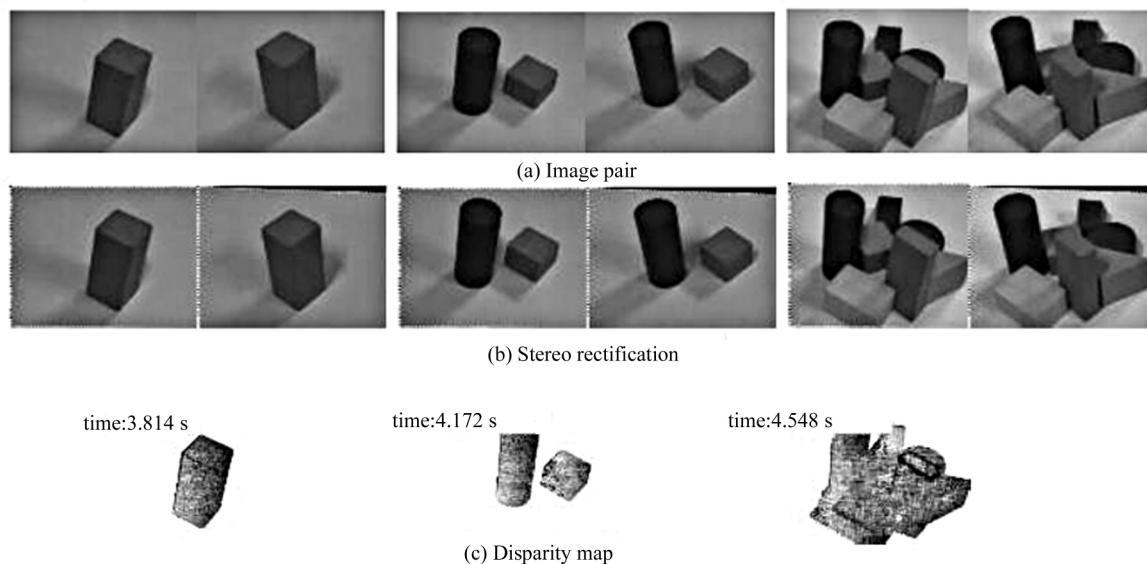 (a) Image pair
(b) Stereo rectification
time:3.814 s
time:4.172 s
time:4.548 s
(c) Disparity map